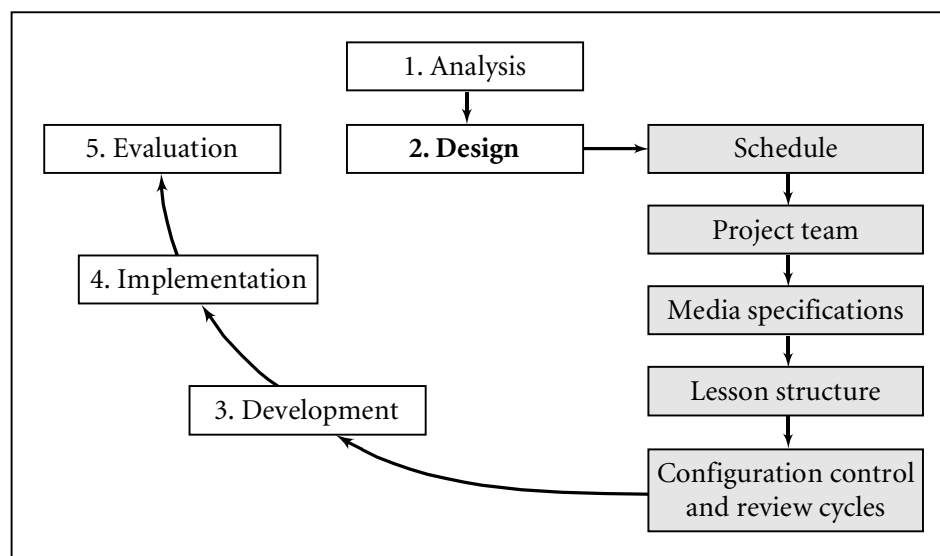 1. Analysis
2. Design
Schedule
Project team
Media specifications
Lesson structure
Configuration control
and review cycles
3. Development
4. Implementation
5. Evaluation